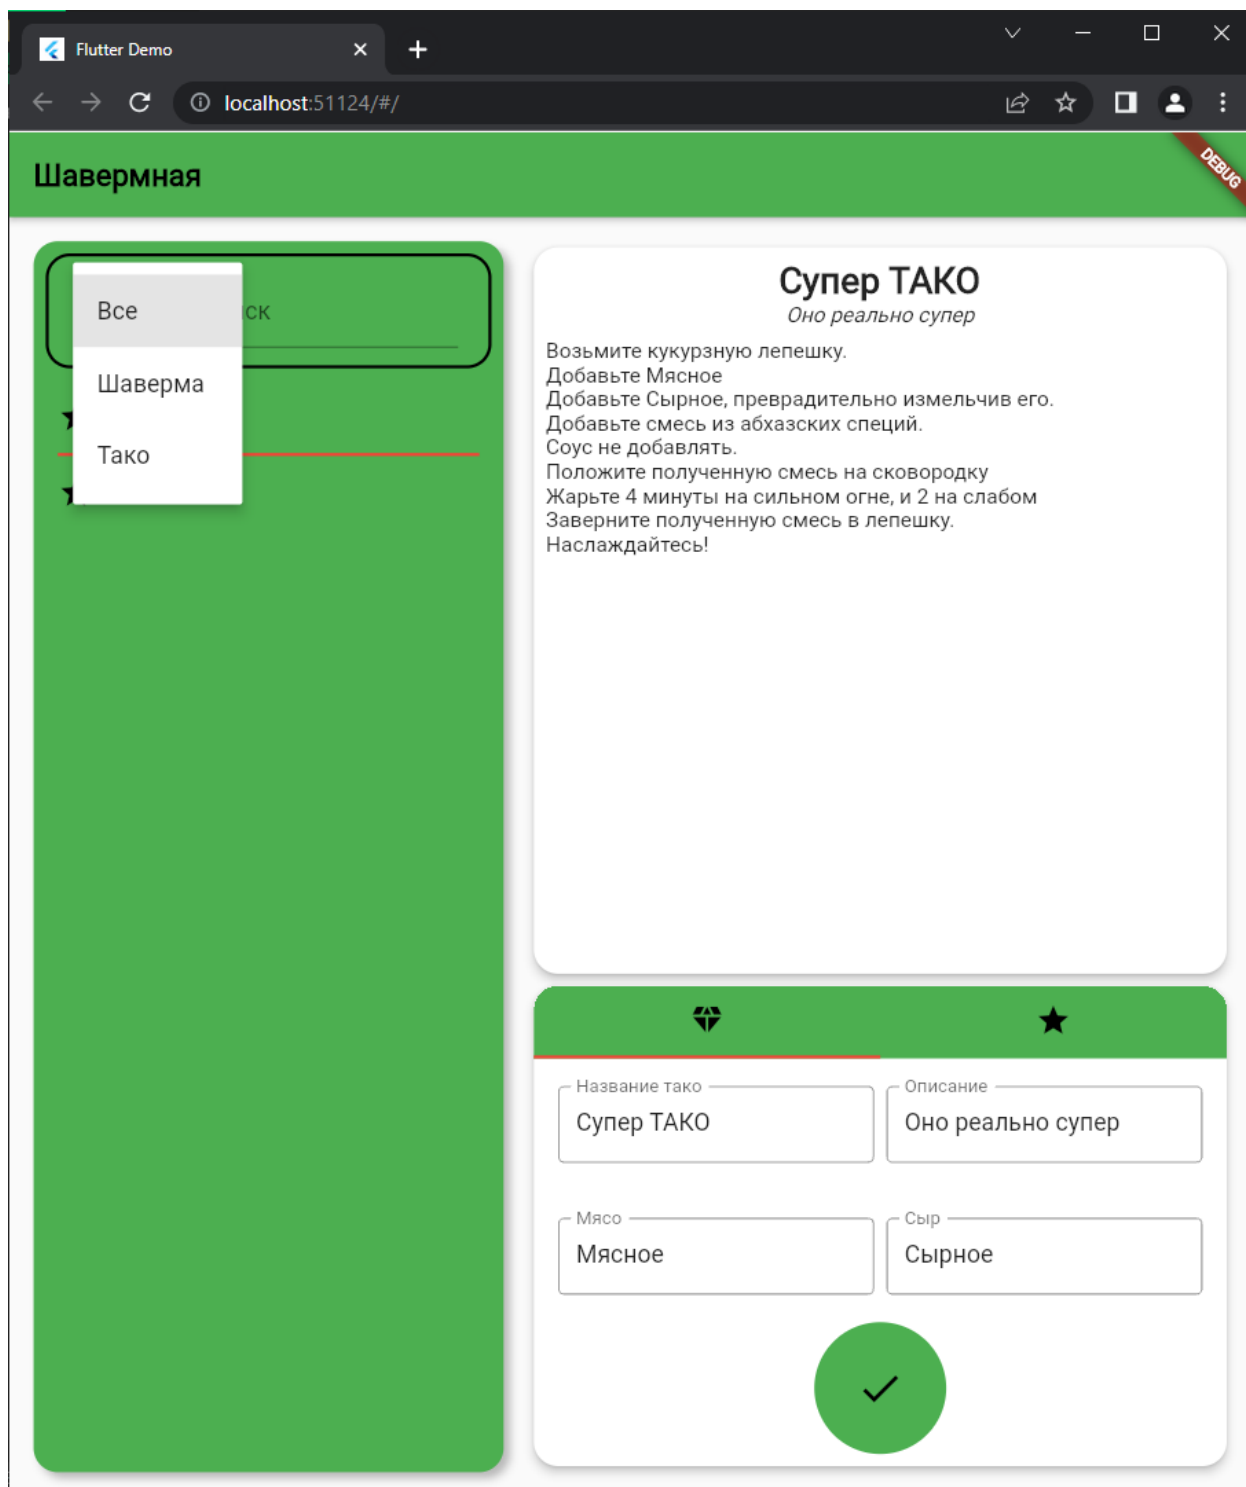 Flutter Demo
localhost:51124/#/
Шавермная
DEBUG
Все
ск
Шаверма
Тако
Супер ТАКО
Оно реально супер
Возьмите кукурзную лепешку.
Добавьте Мясное
Добавьте Сырное, преврадительно измельчив его.
Добавьте смесь из абхазских специй.
Соус не добавлять.
Положите полученную смесь на сковородку
Жарьте 4 минуты на сильном огне, и 2 на слабом
Заверните полученную смесь в лепешку.
Наслаждайтесь!
Название тако
Супер ТАКО
Описание
Оно реально супер
Мясо
Мясное
Сыр
Сырное